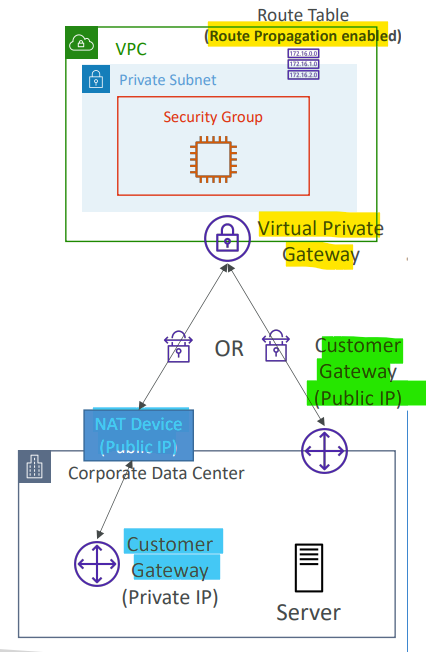 Route Table
(Route Propagation enabled)
VPC
172.16.0.0
172.16.1.0
172.16.2.0
Private Subnet
Security Group
Virtual Private
Gateway
OR
Customer
Gateway
(Public IP)
NAT Device
(Public IP)
Corporate Data Center
Customer
Gateway
(Private IP)
Server